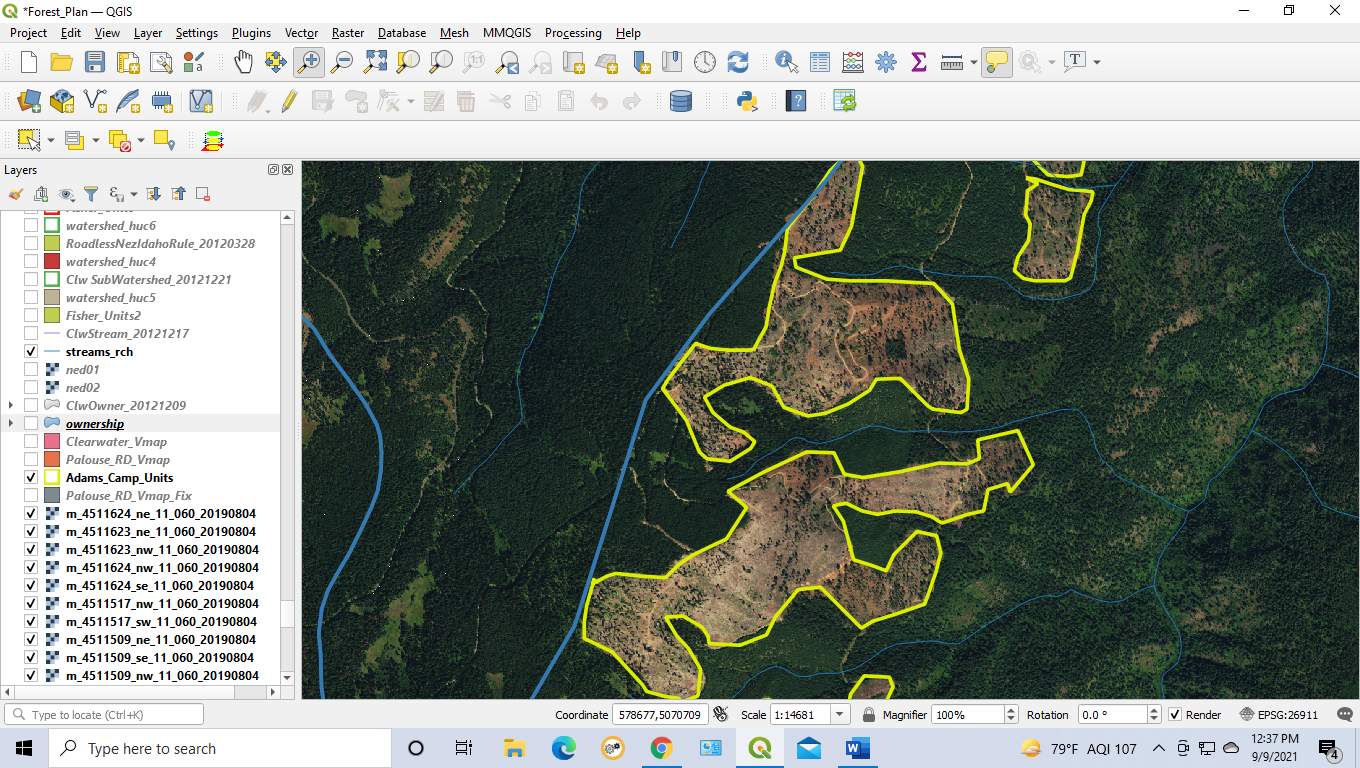 *Forest_Plan — QGIS
Project Edit View Layer Settings Plugins Vector Raster Database Mesh MMQGIS Processing Help
Layers
watershed_huc6
RoadlessNezIdahoRule_20120328
watershed_huc4
Clw SubWatershed_20121221
watershed_huc5
Fisher_Units2
ClwStream_20121217
streams_rch
ned01
ned02
ClwOwner_20121209
ownership
Clearwater_Vmap
Palouse_RD_Vmap
Adams_Camp_Units
Palouse_RD_Vmap_Fix
m_4511624_ne_11_060_20190804
m_4511623_ne_11_060_20190804
m_4511623_nw_11_060_20190804
m_4511624_nw_11_060_20190804
m_4511624_se_11_060_20190804
m_4511517_nw_11_060_20190804
m_4511517_sw_11_060_20190804
m_4511509_ne_11_060_20190804
m_4511509_se_11_060_20190804
m_4511509_nw_11_060_20190804
Type to locate (Ctrl+K) Coordinate 578677,5070709 Scale 1:14681 Magnifier 100% Rotation 0.0 ° Render EPSG:26911
Type here to search 79°F AQI 107 12:37 PM
9/9/2021 4